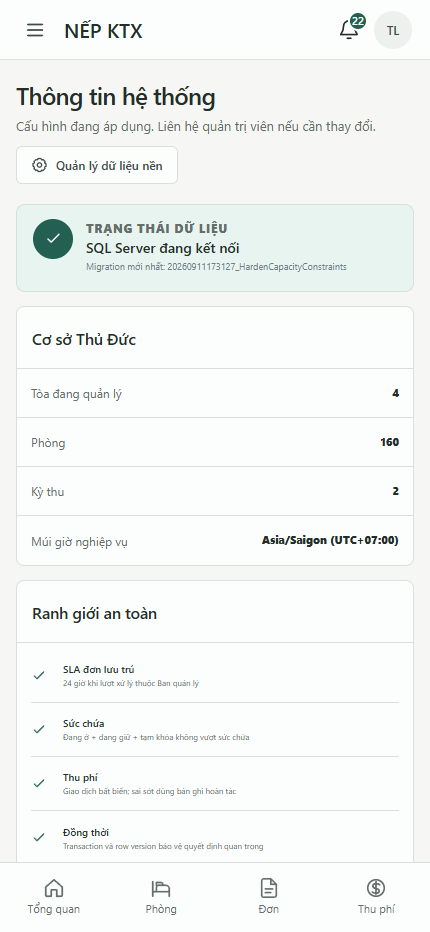 NẾP KTX
22
TL
Thông tin hệ thống
Cấu hình đang áp dụng. Liên hệ quản trị viên nếu cần thay đổi.
Quản lý dữ liệu nền
TRẠNG THÁI DỮ LIỆU
SQL Server đang kết nối
Migration mới nhất: 20260911173127_HardenCapacityConstraints
Cơ sở Thủ Đức
Tòa đang quản lý 4
Phòng 160
Kỳ thu 2
Múi giờ nghiệp vụ Asia/Saigon (UTC+07:00)
Ranh giới an toàn
SLA đơn lưu trú
24 giờ khi lượt xử lý thuộc Ban quản lý
Sức chứa
Đang ở + đang giữ + tạm khóa không vượt sức chứa
Thu phí
Giao dịch bất biến; sai sót dùng bản ghi hoàn tác
Đồng thời
Transaction và row version bảo vệ quyết định quan trọng
Tổng quan
Phòng
Đơn
Thu phí